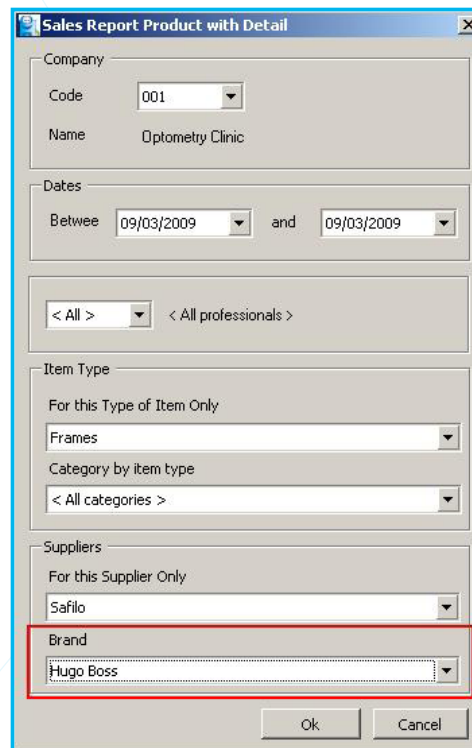 Sales Report Product with Detail
Company
Code 001
Name Optometry Clinic
Dates
Betwee 09/03/2009 and 09/03/2009
< All > < All professionals >
Item Type
For this Type of Item Only
Frames
Category by item type
< All categories >
Suppliers
For this Supplier Only
Safilo
Brand
Hugo Boss
Ok Cancel